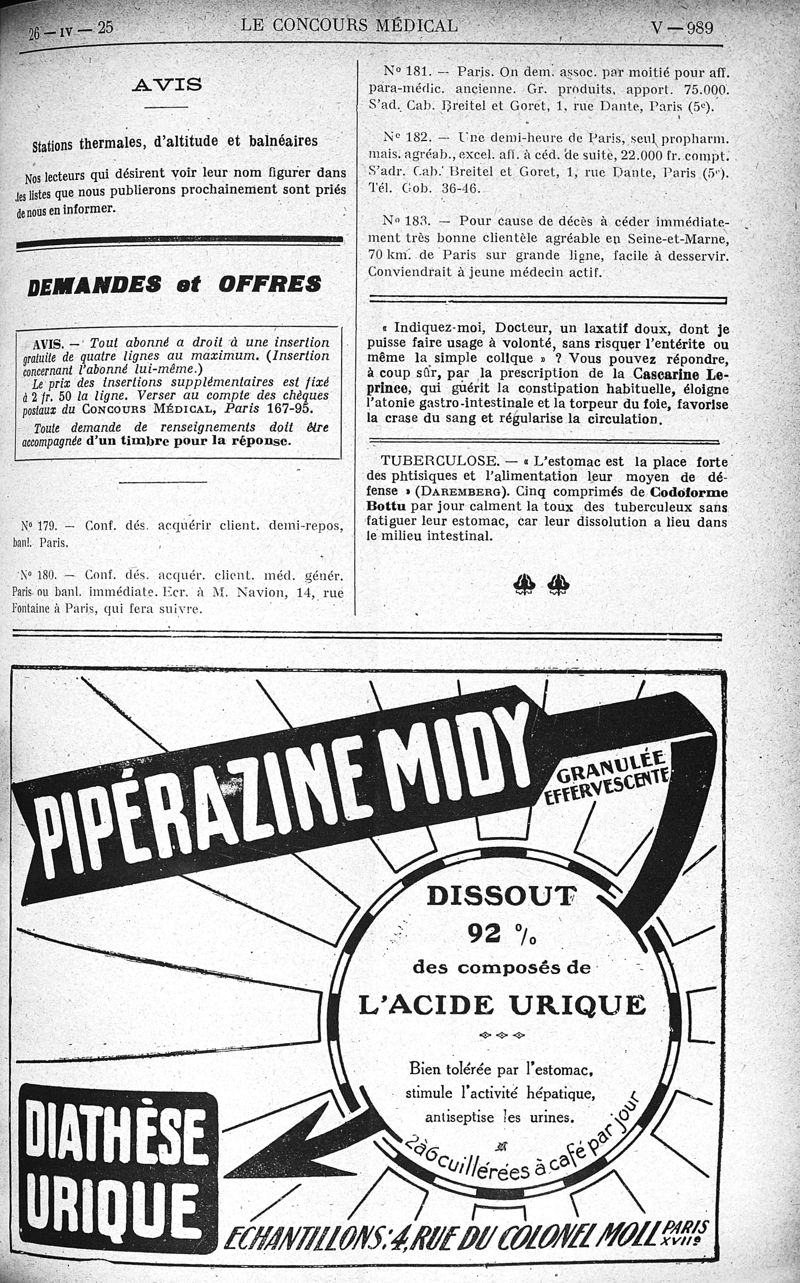 26 — IV — 25
LE CONCOURS MÉDICAL
V — 989
AVIS
Stations thermales, d'altitude et balnéaires
Nos lecteurs qui désirent voir leur nom figurer dans
les listes que nous publierons prochainement sont priés
de nous en informer.
DEMANDES et OFFRES
AVIS. — Tout abonné a droit à une insertion
gratuite de quatre lignes au maximum. (Insertion
concernant l'abonné lui-même.)
Le prix des insertions supplémentaires est fixé
à 2 fr. 50 la ligne. Verser au compte des chèques
postaux du CONCOURS MÉDICAL, Paris 167-95.
Toute demande de renseignements doit être
accompagnée d'un timbre pour la réponse.
N° 179. — Conf. dés. acquérir client. demi-repos,
banl. Paris.
N° 180. — Conf. dés. acquér. client. méd. génér.
Paris ou banl. immédiate. Ecr. à M. Navion, 14, rue
Fontaine à Paris, qui fera suivre.
N° 181. — Paris. On dem. assoc. par moitié pour aff.
para-médic. ancienne. Gr. produits, apport. 75.000.
S'ad. Cab. Breitel et Goret, 1, rue Dante, Paris (5e).
N° 182. — Une demi-heure de Paris, seul propharm.
mais. agréab., excel. aff. à céd. de suite, 22.000 fr. compt.
S'adr. Cab. Breitel et Goret, 1, rue Dante, Paris (5e).
Tél. Gob. 36-46.
N° 183. — Pour cause de décès à céder immédiate-
ment très bonne clientèle agréable en Seine-et-Marne,
70 km. de Paris sur grande ligne, facile à desservir.
Conviendrait à jeune médecin actif.
« Indiquez-moi, Docteur, un laxatif doux, dont je
puisse faire usage à volonté, sans risquer l'entérite ou
même la simple colique » ? Vous pouvez répondre,
à coup sûr, par la prescription de la Cascarine Le-
prince, qui guérit la constipation habituelle, éloigne
l'atonie gastro-intestinale et la torpeur du foie, favorise
la crase du sang et régularise la circulation.
TUBERCULOSE. — « L'estomac est la place forte
des phtisiques et l'alimentation leur moyen de dé-
fense » (DAREMBERG). Cinq comprimés de Codoforme
Bottu par jour calment la toux des tuberculeux sans
fatiguer leur estomac, car leur dissolution a lieu dans
le milieu intestinal.
PIPÉRAZINE MIDY
GRANULÉE
EFFERVESCENTE
DISSOUT
92 %
des composés de
L'ACIDE URIQUE
Bien tolérée par l'estomac,
stimule l'activité hépatique,
antiseptise les urines.
2 à 6 cuillérées à café par jour
DIATHÈSE
URIQUE
ECHANTILLONS: 4, RUE DU COLONEL MOLL PARIS XVIIe